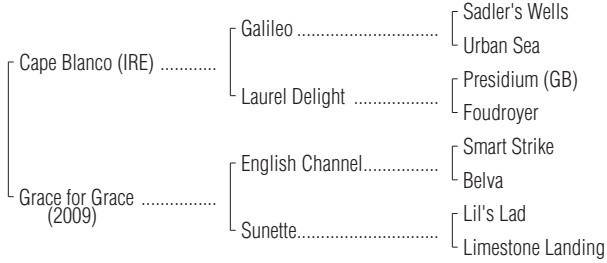 Sadler's Wells
Galileo ..............................
Urban Sea
Cape Blanco (IRE) ............
Presidium (GB)
Laurel Delight ..................
Foudroyer
Smart Strike
English Channel................
Belva
Grace for Grace ................
(2009)
Lil's Lad
Sunette..............................
Limestone Landing